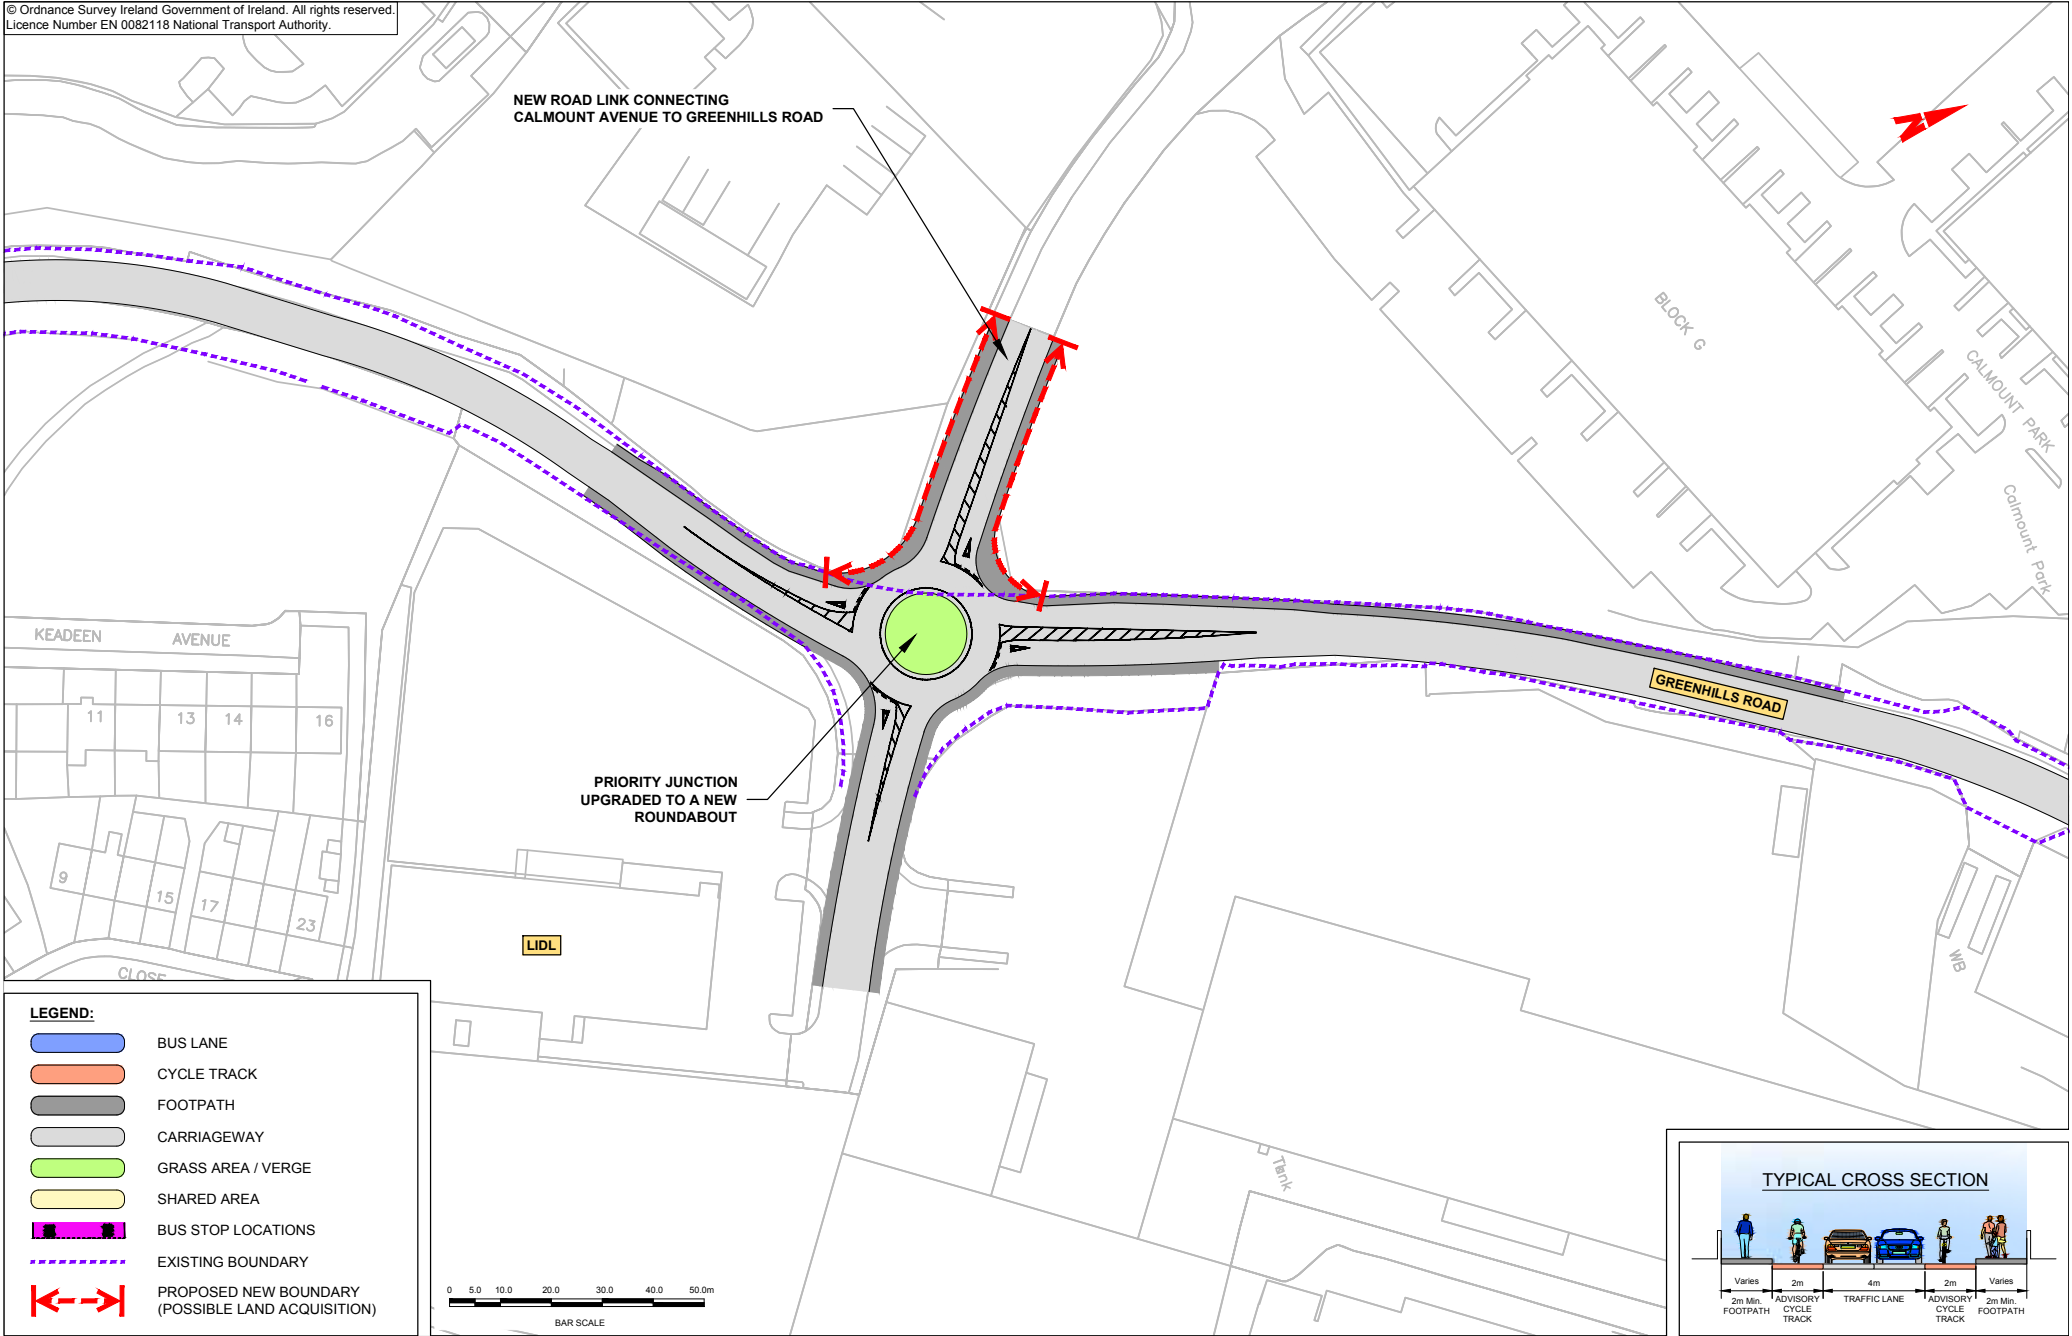 © Ordnance Survey Ireland Government of Ireland. All rights reserved.
Licence Number EN 0082118 National Transport Authority.
NEW ROAD LINK CONNECTING
CALMOUNT AVENUE TO GREENHILLS ROAD
N
BLOCK G
CALMOUNT PARK
Calmount Park
GREENHILLS ROAD
KEADEEN AVENUE
11
13
14
16
PRIORITY JUNCTION
UPGRADED TO A NEW
ROUNDABOUT
9
15
17
23
CLOSE
LIDL
WB
Tank
LEGEND:
BUS LANE
CYCLE TRACK
FOOTPATH
CARRIAGEWAY
GRASS AREA / VERGE
SHARED AREA
BUS STOP LOCATIONS
EXISTING BOUNDARY
PROPOSED NEW BOUNDARY
(POSSIBLE LAND ACQUISITION)
0 5.0 10.0 20.0 30.0 40.0 50.0m
BAR SCALE
TYPICAL CROSS SECTION
Varies 2m 4m 2m Varies
2m Min.
FOOTPATH
ADVISORY
CYCLE
TRACK
TRAFFIC LANE
ADVISORY
CYCLE
TRACK
2m Min.
FOOTPATH